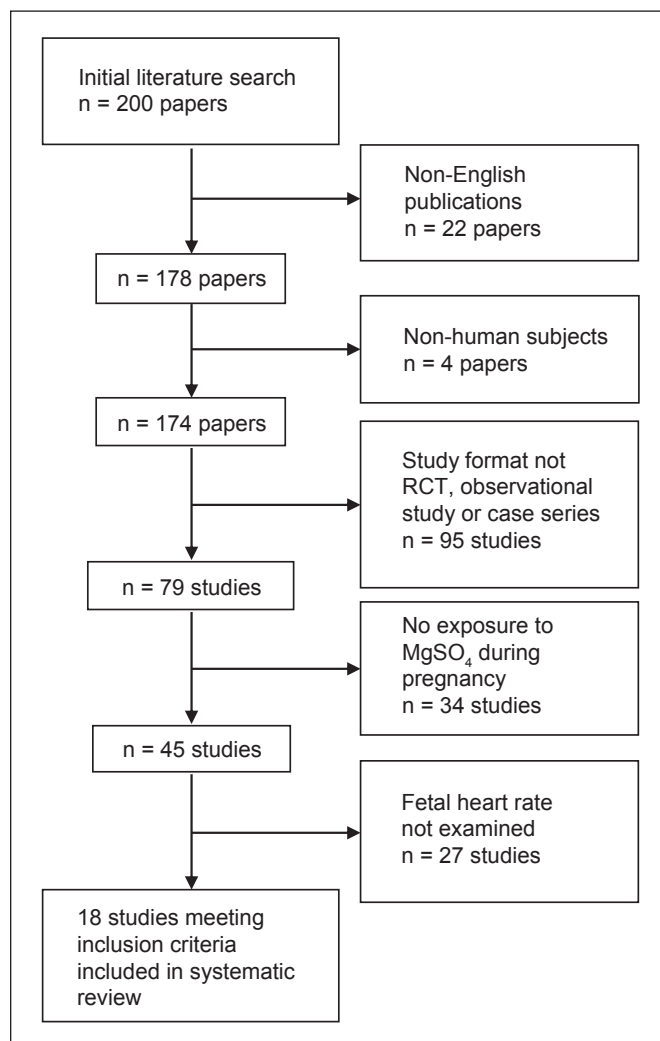 Initial literature search
n = 200 papers
Non-English
publications
n = 22 papers
n = 178 papers
Non-human subjects
n = 4 papers
n = 174 papers
Study format not
RCT, observational
study or case series
n = 95 studies
n = 79 studies
No exposure to
MgSO₄ during
pregnancy
n = 34 studies
n = 45 studies
Fetal heart rate
not examined
n = 27 studies
18 studies meeting
inclusion criteria
included in systematic
review